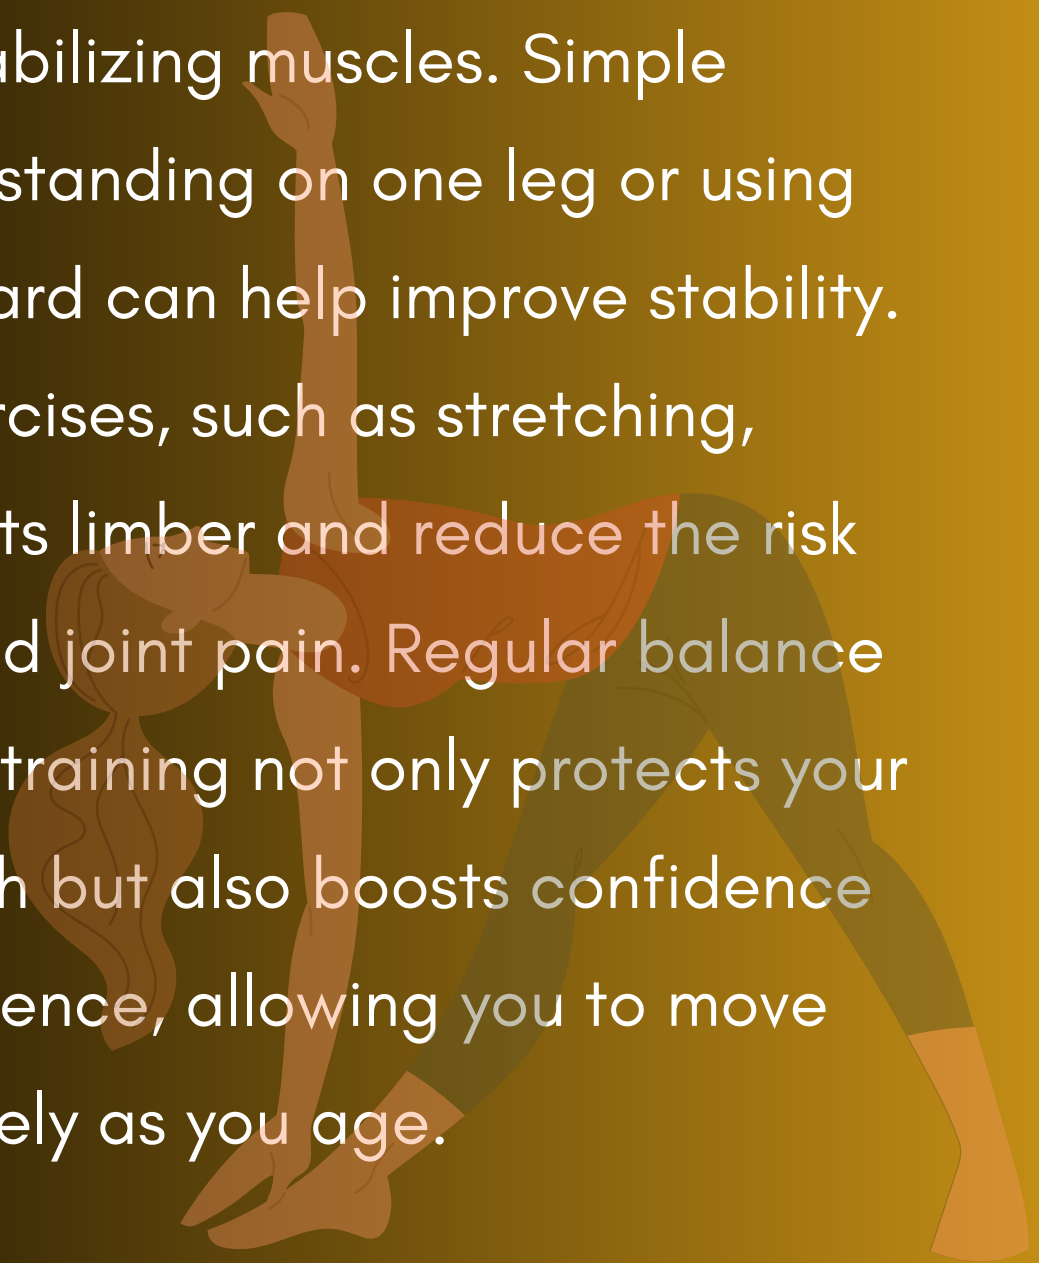 abilizing muscles. Simple
standing on one leg or using
ard can help improve stability.
rcises, such as stretching,
ts limber and reduce the risk
d joint pain. Regular balance
training not only protects your
h but also boosts confidence
ence, allowing you to move
ely as you age.